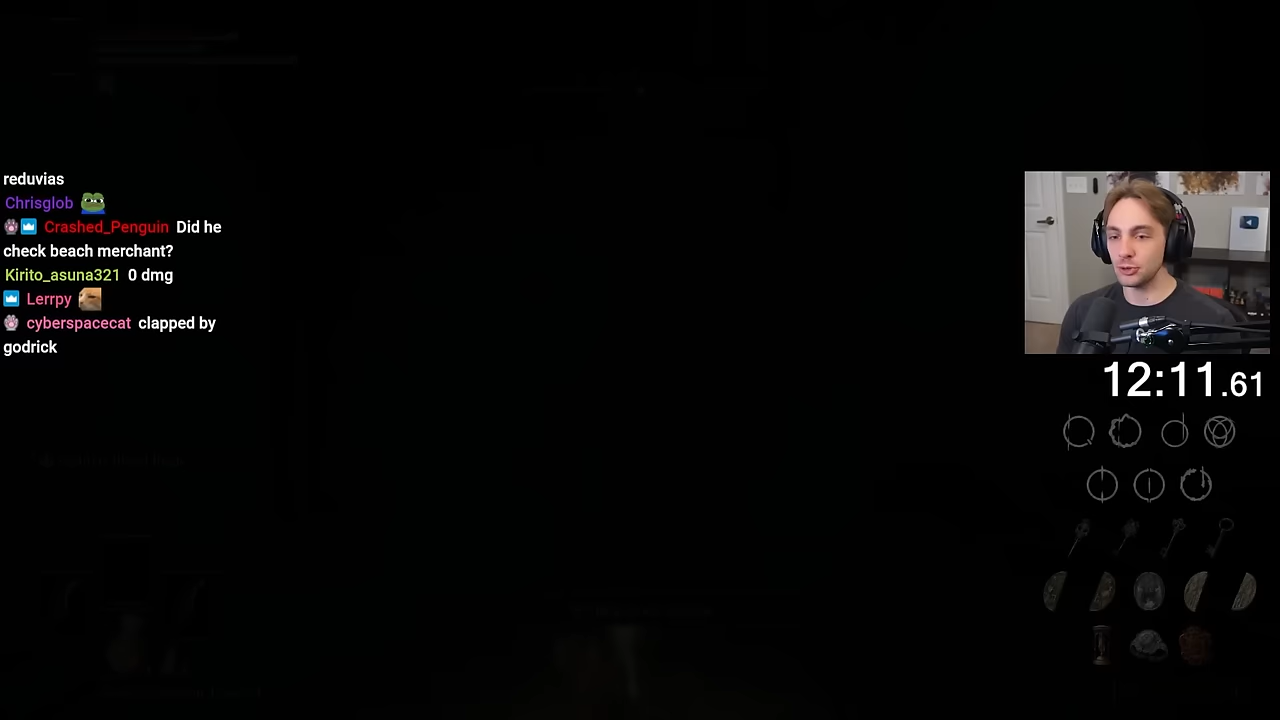 reduvias
Chrisglob
Crashed_Penguin Did he
check beach merchant?
Kirito_asuna321 0 dmg
Lerrpy
cyberspacecat clapped by
godrick
12:11.61